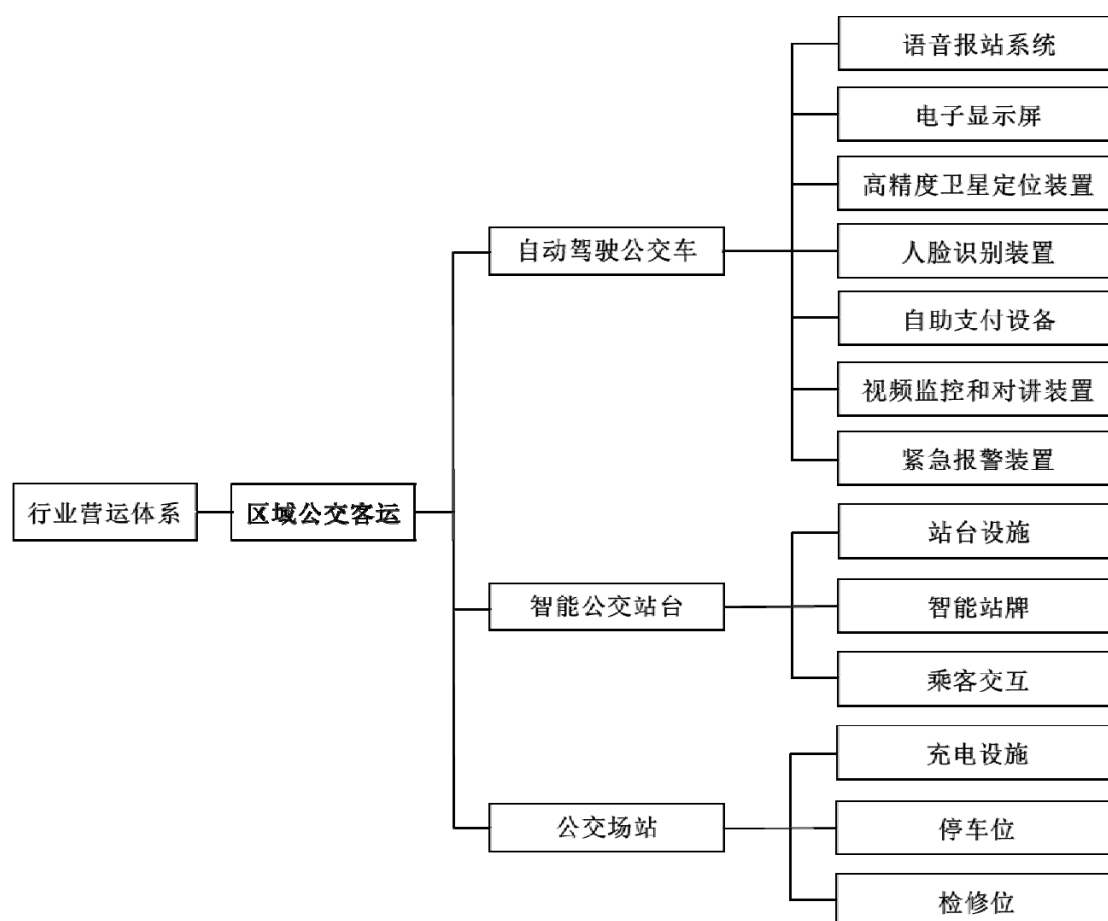 行业营运体系
区域公交客运
自动驾驶公交车
语音报站系统
电子显示屏
高精度卫星定位装置
人脸识别装置
自助支付设备
视频监控和对讲装置
紧急报警装置
智能公交站台
站台设施
智能站牌
乘客交互
公交场站
充电设施
停车位
检修位